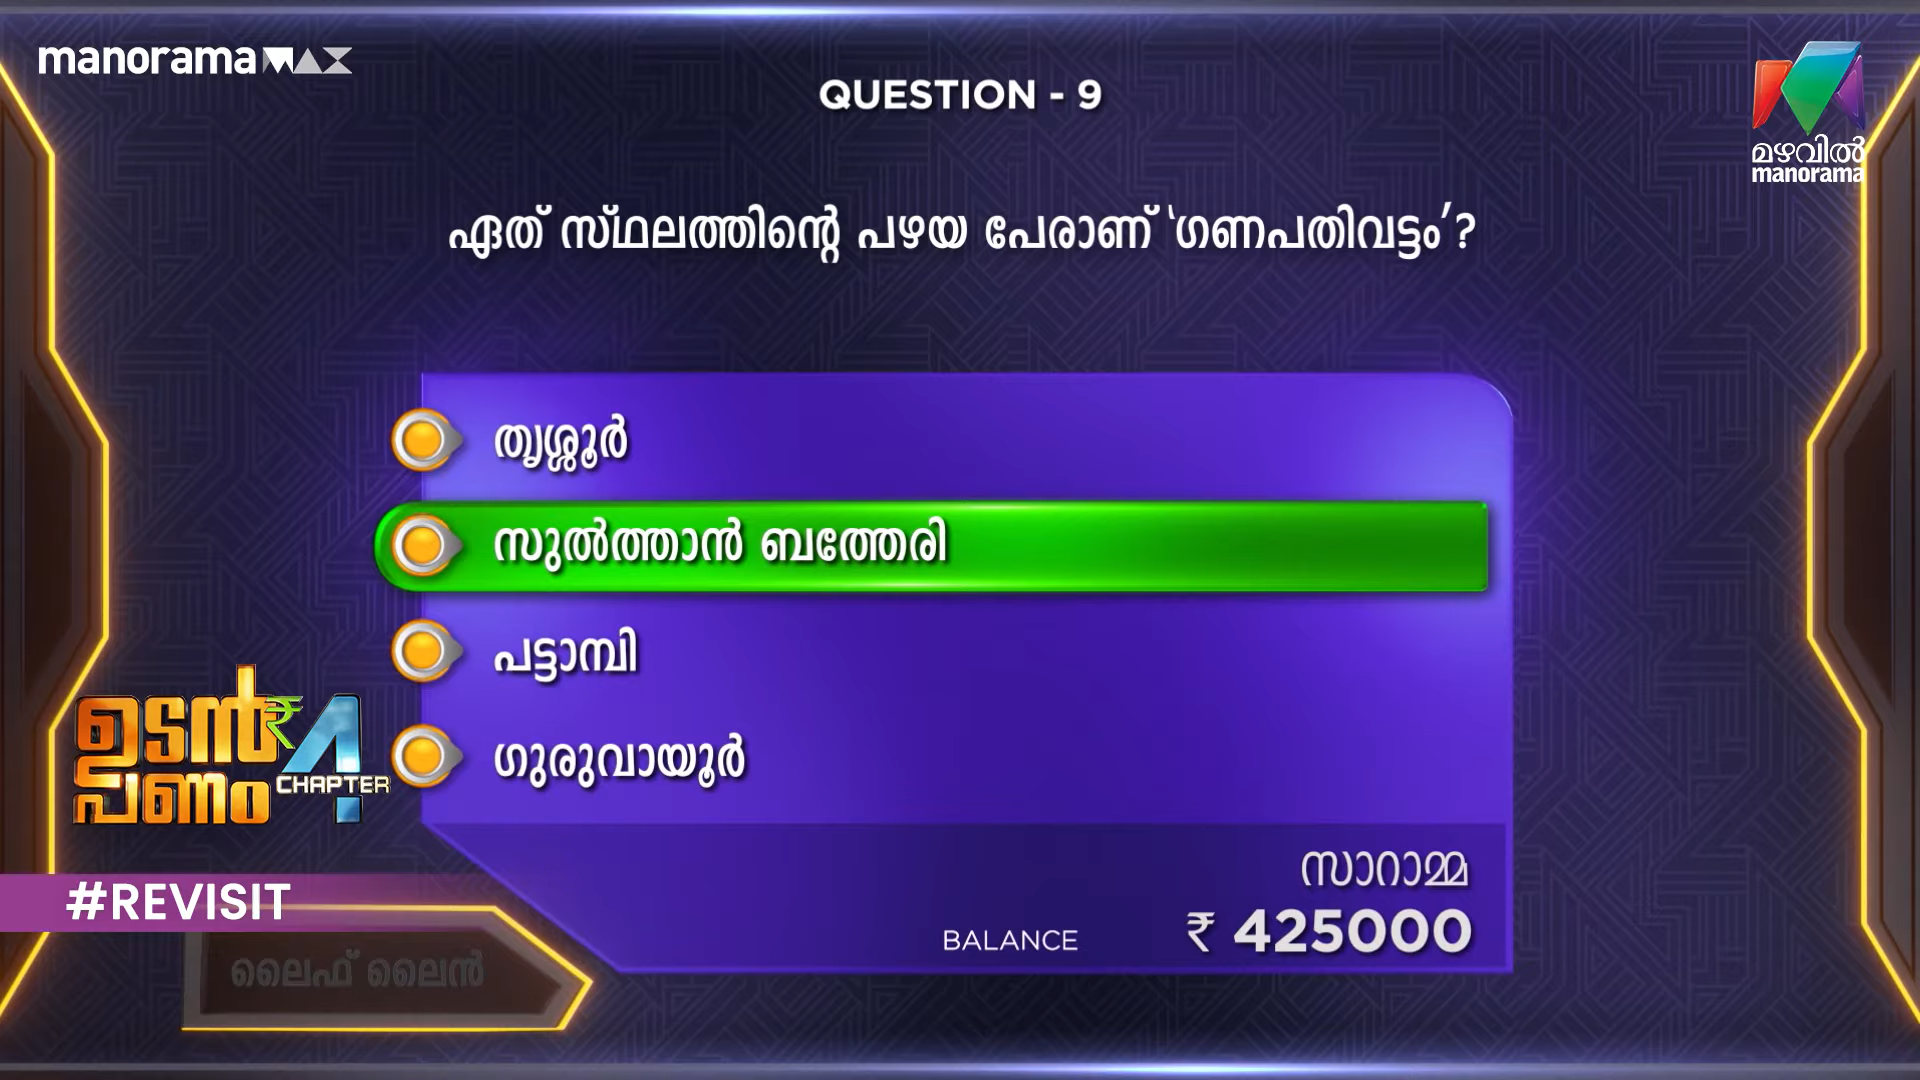 manorama MAX
മഴവിൽ
manorama
QUESTION - 9
ഏത് സ്ഥലത്തിന്റെ പഴയ പേരാണ് ‘ഗണപതിവട്ടം’?
തൃശ്ശൂർ
സുൽത്താൻ ബത്തേരി
പട്ടാമ്പി
ഗുരുവായൂർ
ഉടൻ
പണം
CHAPTER 4
#REVISIT
സാറാമ്മ
BALANCE ₹ 425000
ലൈഫ് ലൈൻ